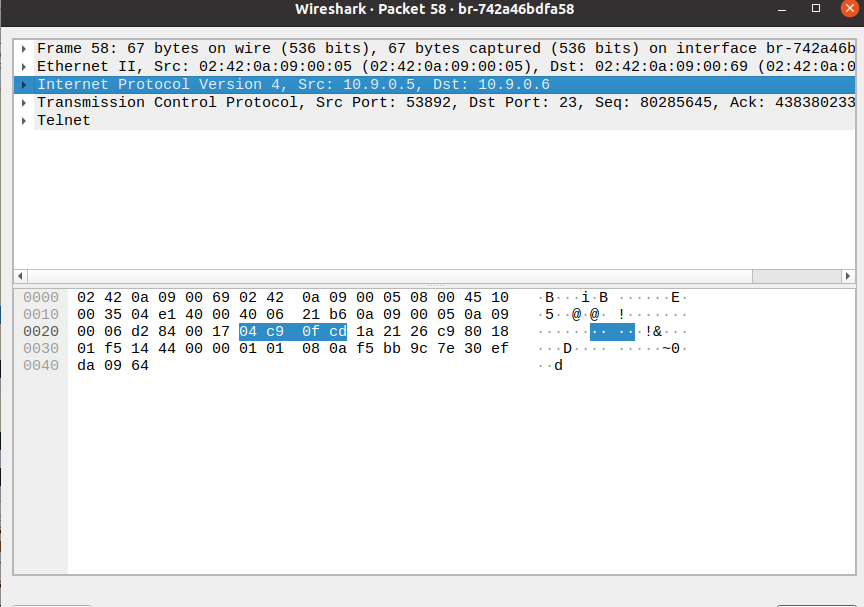 Wireshark · Packet 58 · br-742a46bdfa58
Frame 58: 67 bytes on wire (536 bits), 67 bytes captured (536 bits) on interface br-742a46b
Ethernet II, Src: 02:42:0a:09:00:05 (02:42:0a:09:00:05), Dst: 02:42:0a:09:00:69 (02:42:0a:0
Internet Protocol Version 4, Src: 10.9.0.5, Dst: 10.9.0.6
Transmission Control Protocol, Src Port: 53892, Dst Port: 23, Seq: 80285645, Ack: 438380233
Telnet
0000 02 42 0a 09 00 69 02 42 0a 09 00 05 08 00 45 10 ·B···i·B ······E·
0010 00 35 04 e1 40 00 40 06 21 b6 0a 09 00 05 0a 09 ·5··@·@· !·······
0020 00 06 d2 84 00 17 04 c9 0f cd 1a 21 26 c9 80 18 ········ ···!&···
0030 01 f5 14 44 00 00 01 01 08 0a f5 bb 9c 7e 30 ef ···D···· ·····~0·
0040 da 09 64 ··d